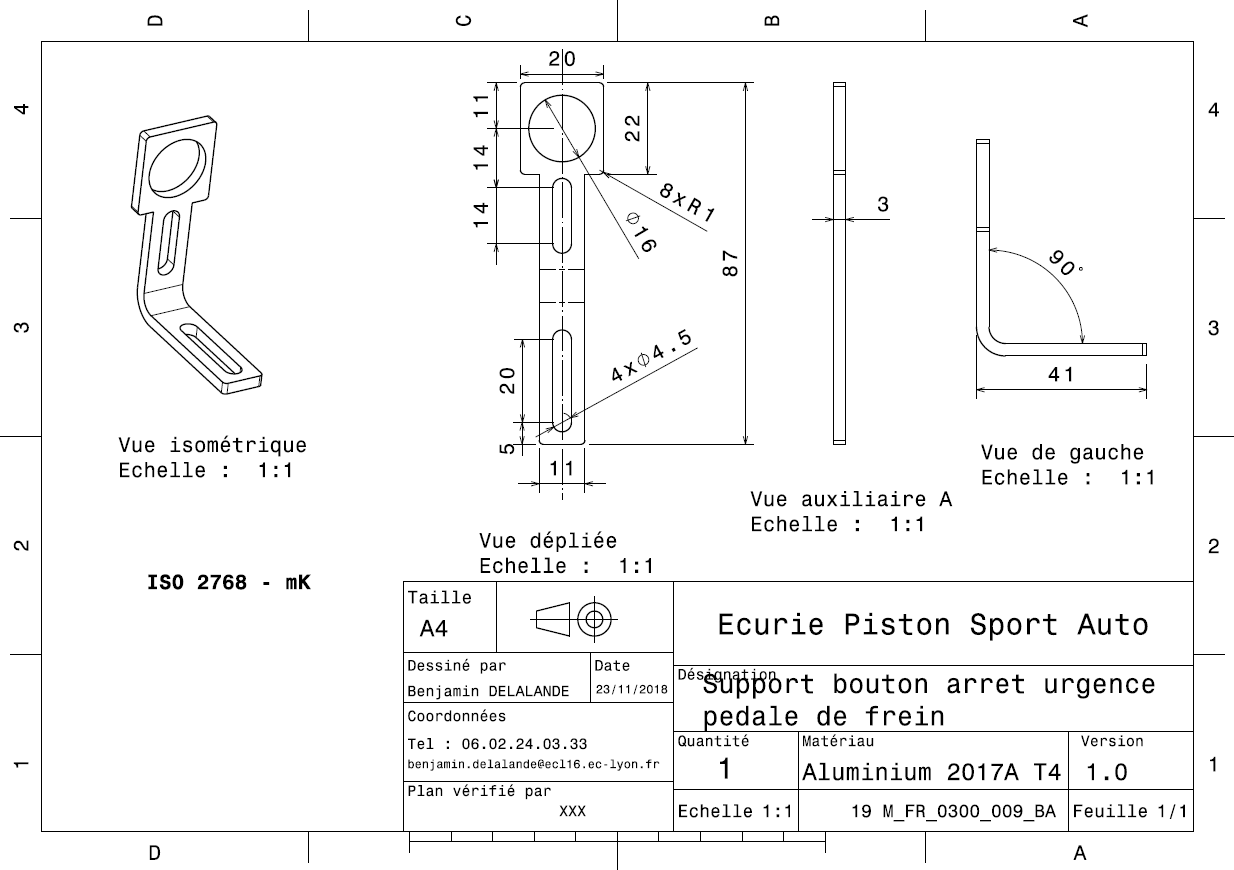 D C B A
4 4
20
11
14
14
22
8xR1
∅16
87
3
90°
3 3
4x∅4.5
20
5
11
41
Vue isométrique
Echelle : 1:1
Vue de gauche
Echelle : 1:1
Vue auxiliaire A
Echelle : 1:1
Vue dépliée
Echelle : 1:1
2 2
ISO 2768 - mK
Taille
A4
Ecurie Piston Sport Auto
Dessiné par
Benjamin DELALANDE
Date
23/11/2018
Désignation
Support bouton arret urgence
pedale de frein
Coordonnées
Tel : 06.02.24.03.33
benjamin.delalande@ecl16.ec-lyon.fr
Quantité
1
Matériau
Aluminium 2017A T4
Version
1.0
1 1
Plan vérifié par
XXX
Echelle 1:1
19 M_FR_0300_009_BA
Feuille 1/1
D A